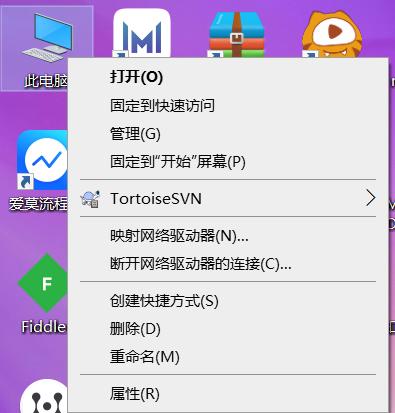 此电脑
打开(O)
固定到快速访问
管理(G)
固定到“开始”屏幕(P)
TortoiseSVN
映射网络驱动器(N)...
断开网络驱动器的连接(C)...
创建快捷方式(S)
删除(D)
重命名(M)
属性(R)
爱莫流程
Fiddle
F